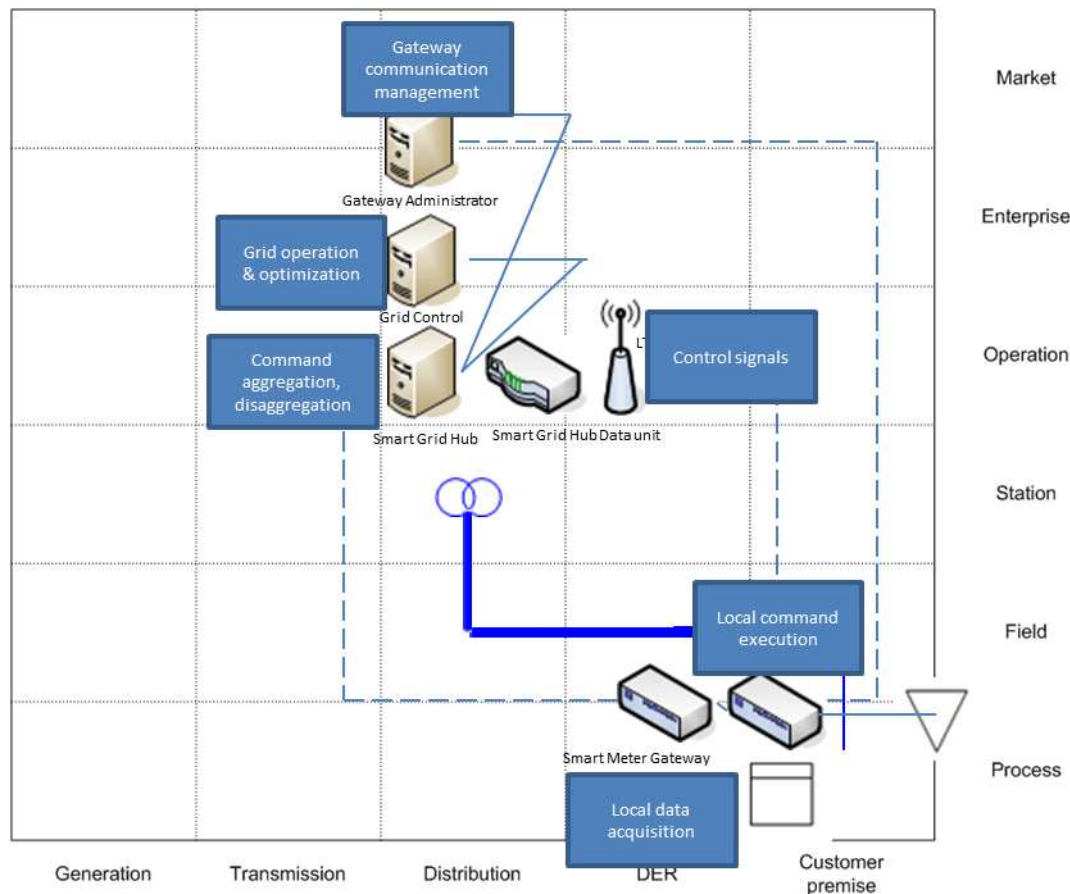 Gateway
communication
management
Market
Gateway Administrator
Enterprise
Grid operation
& optimization
Grid Control
Command
aggregation,
disaggregation
LT
Control signals
Operation
Smart Grid Hub
Smart Grid Hub Data unit
Station
Local command
execution
Field
Smart Meter Gateway
Process
Local data
acquisition
Generation
Transmission
Distribution
DER
Customer
premise